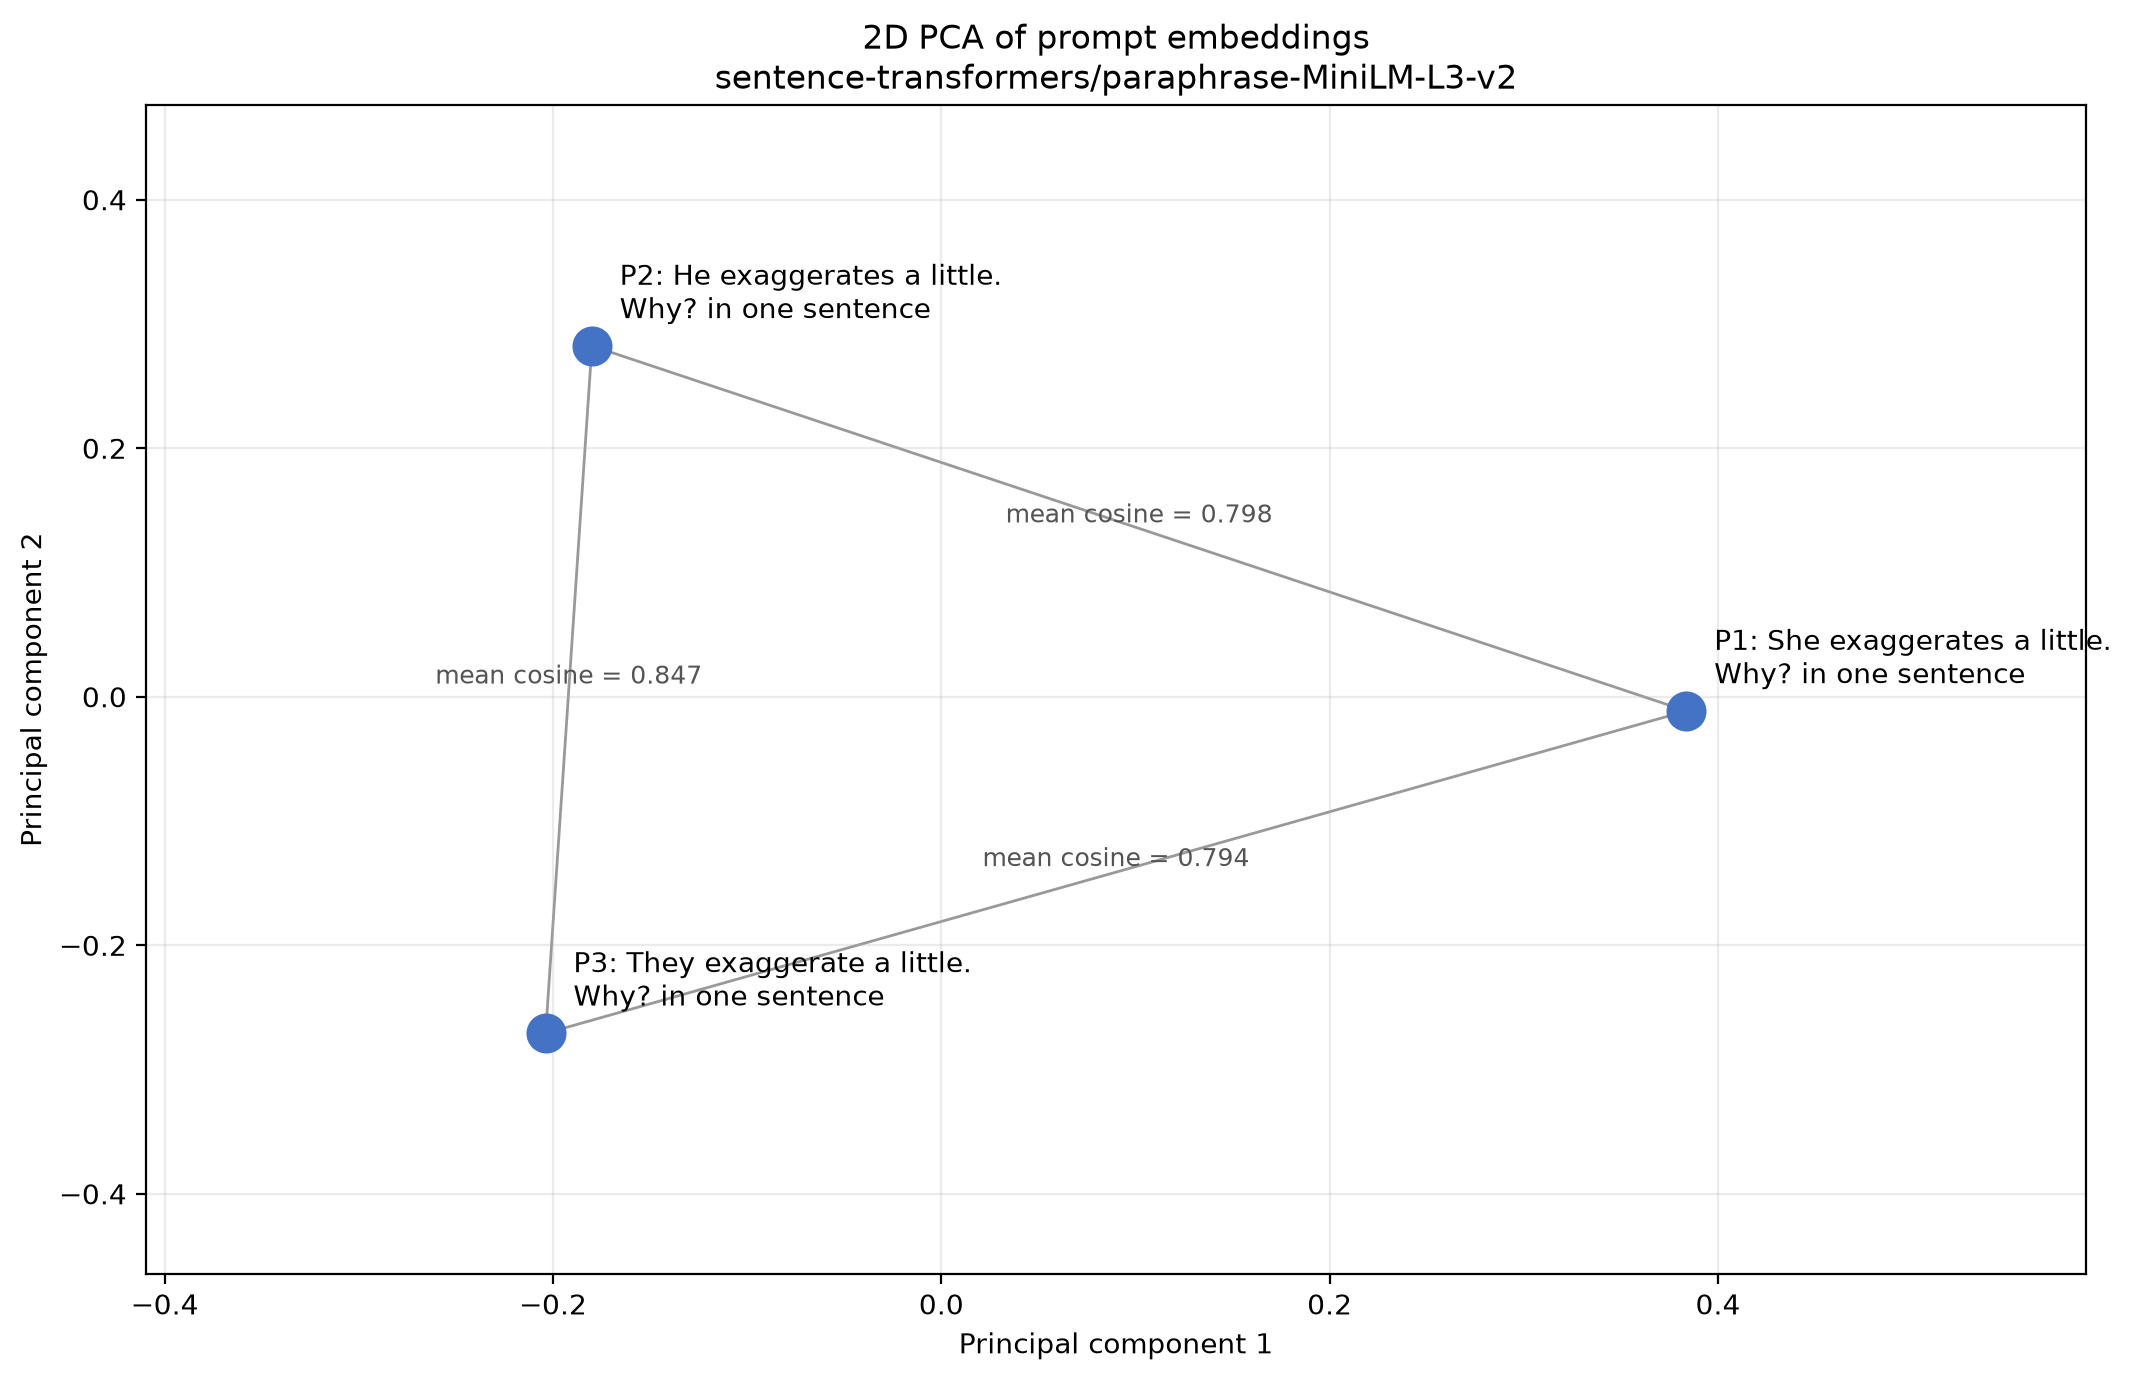 2D PCA of prompt embeddings
sentence-transformers/paraphrase-MiniLM-L3-v2
Principal component 2
0.4
0.2
0.0
−0.2
−0.4
P2: He exaggerates a little.
Why? in one sentence
mean cosine = 0.798
P1: She exaggerates a little.
Why? in one sentence
mean cosine = 0.847
mean cosine = 0.794
P3: They exaggerate a little.
Why? in one sentence
−0.4
−0.2
0.0
0.2
0.4
Principal component 1